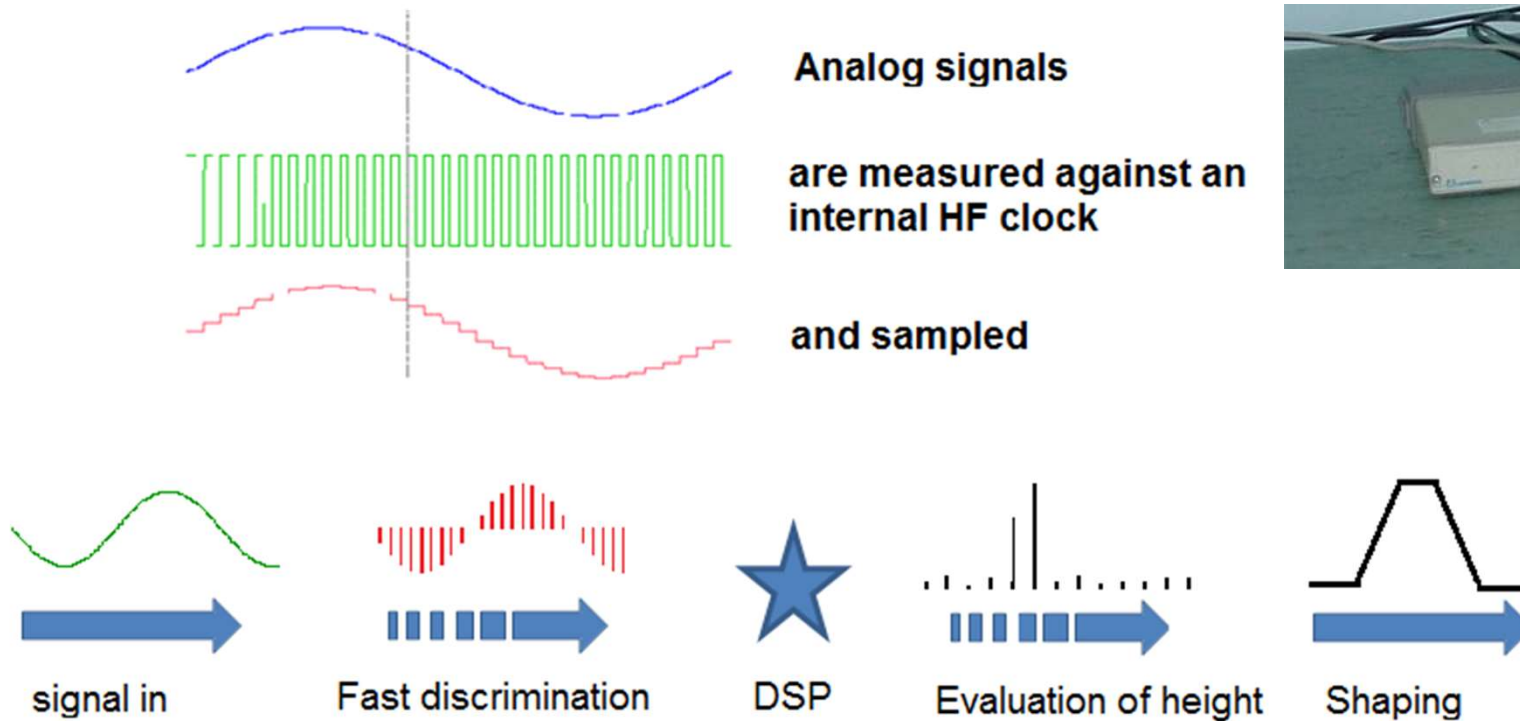 Analog signals
are measured against an
internal HF clock
and sampled
signal in
Fast discrimination
DSP
Evaluation of height
Shaping